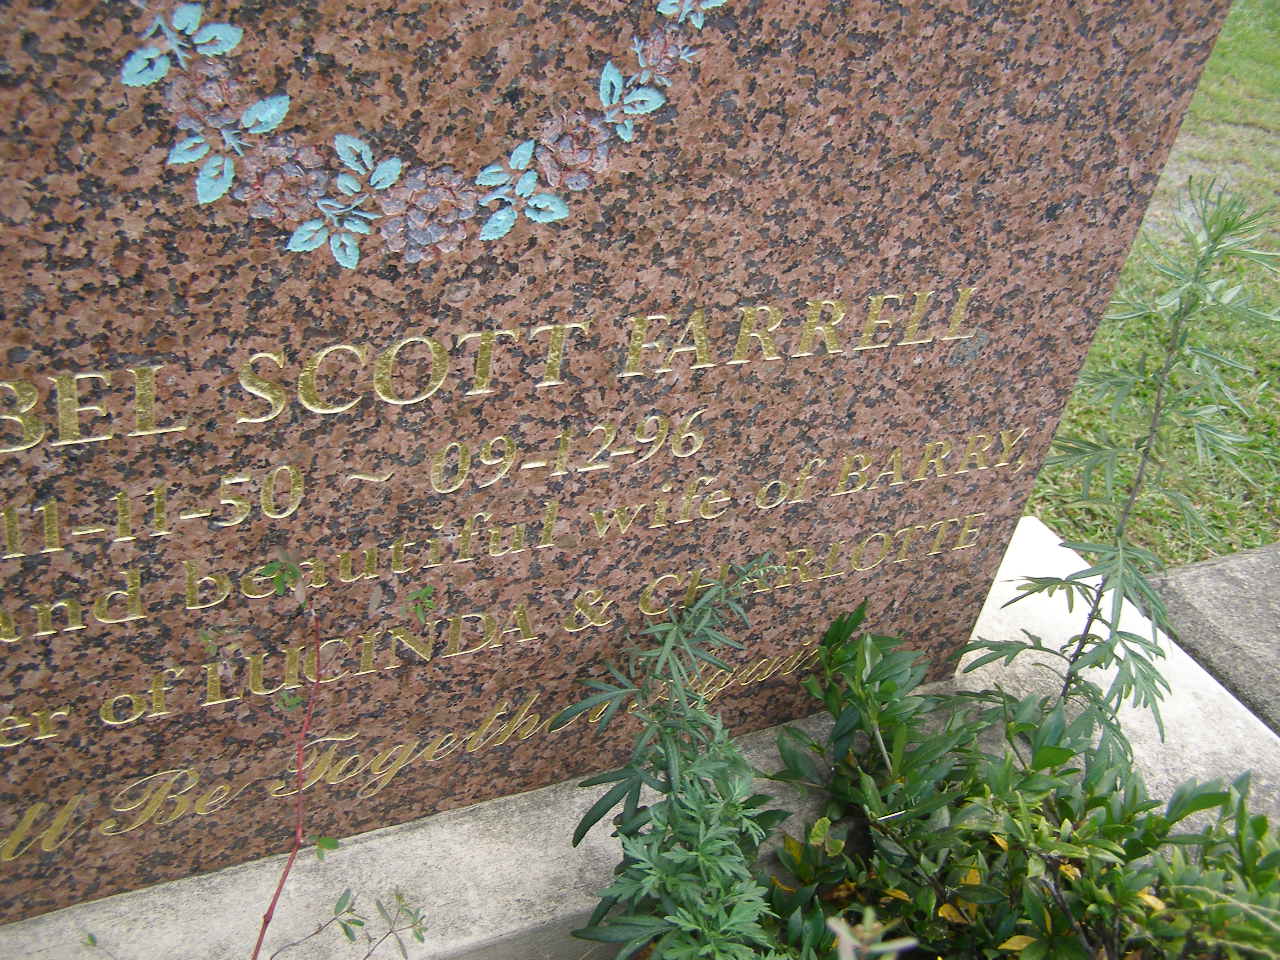 BEL SCOTT FARRELL
11-11-50 ~ 09-12-96
and beautiful wife of BARRY,
er of LUCINDA & CHARLOTTE
ll Be Together Again